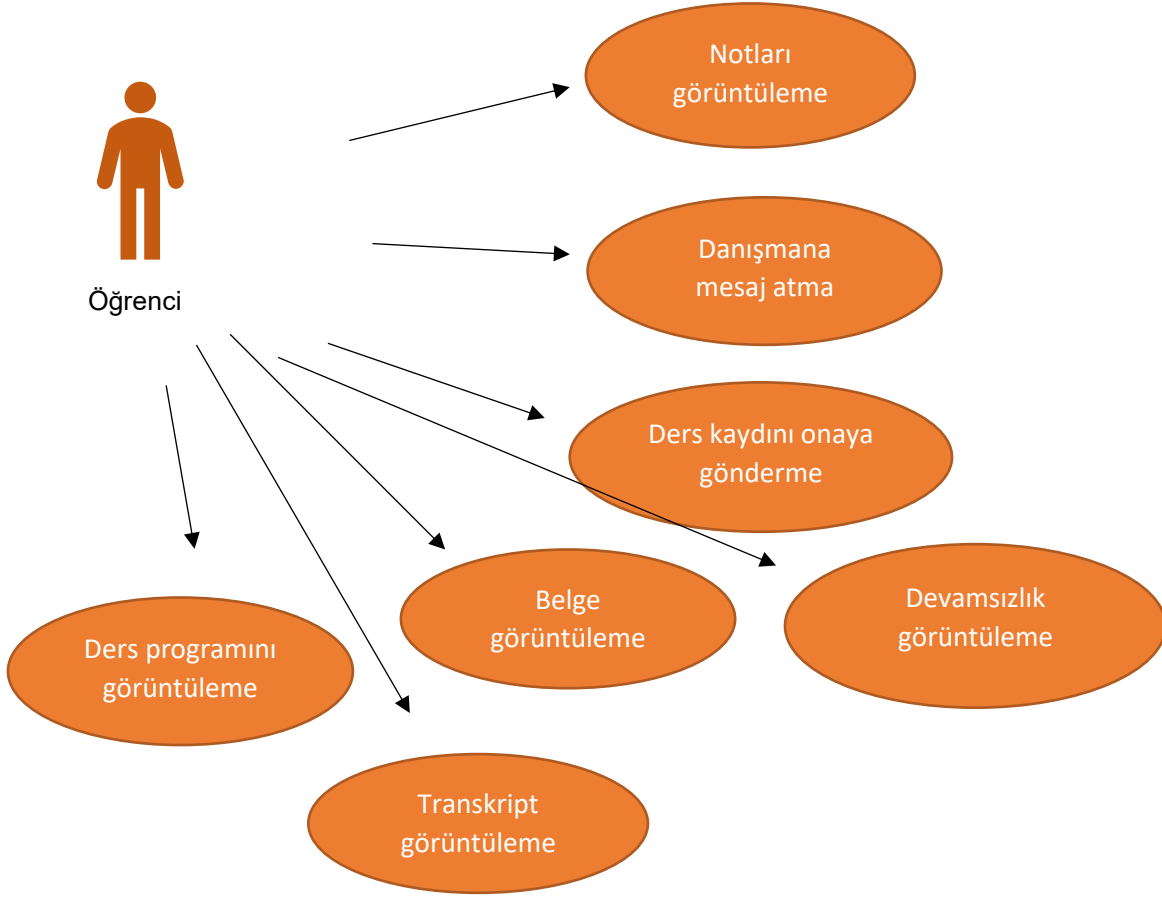 Notları
görüntüleme
Danışmana
mesaj atma
Öğrenci
Ders kaydını onaya
gönderme
Belge
görüntüleme
Devamsızlık
görüntüleme
Ders programını
görüntüleme
Transkript
görüntüleme